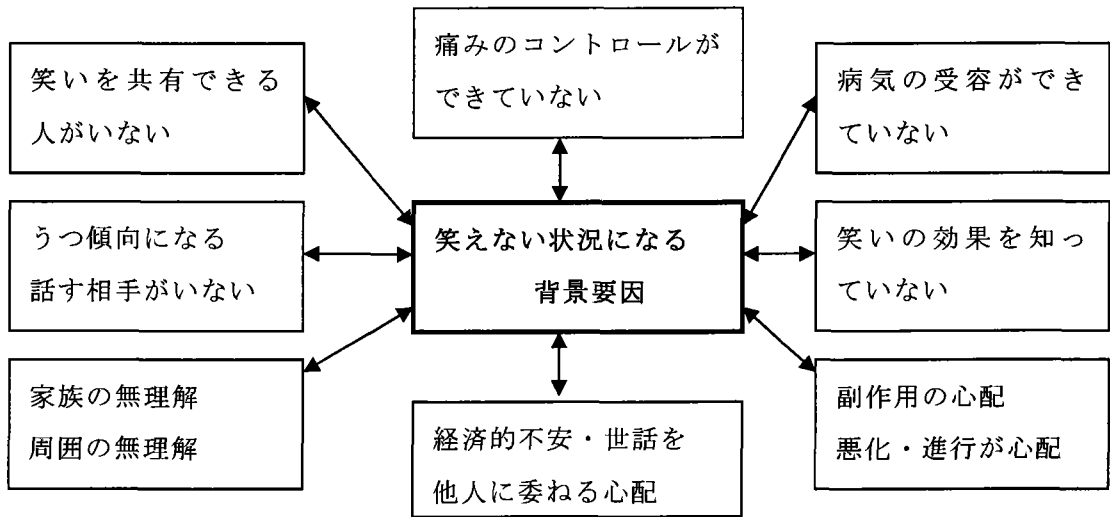 痛みのコントロールが
できていない
笑いを共有できる
人がいない
病気の受容ができ
ていない
うつ傾向になる
話す相手がいない
笑えない状況になる
背景要因
笑いの効果を知っ
ていない
家族の無理解
周囲の無理解
経済的不安・世話を
他人に委ねる心配
副作用の心配
悪化・進行が心配